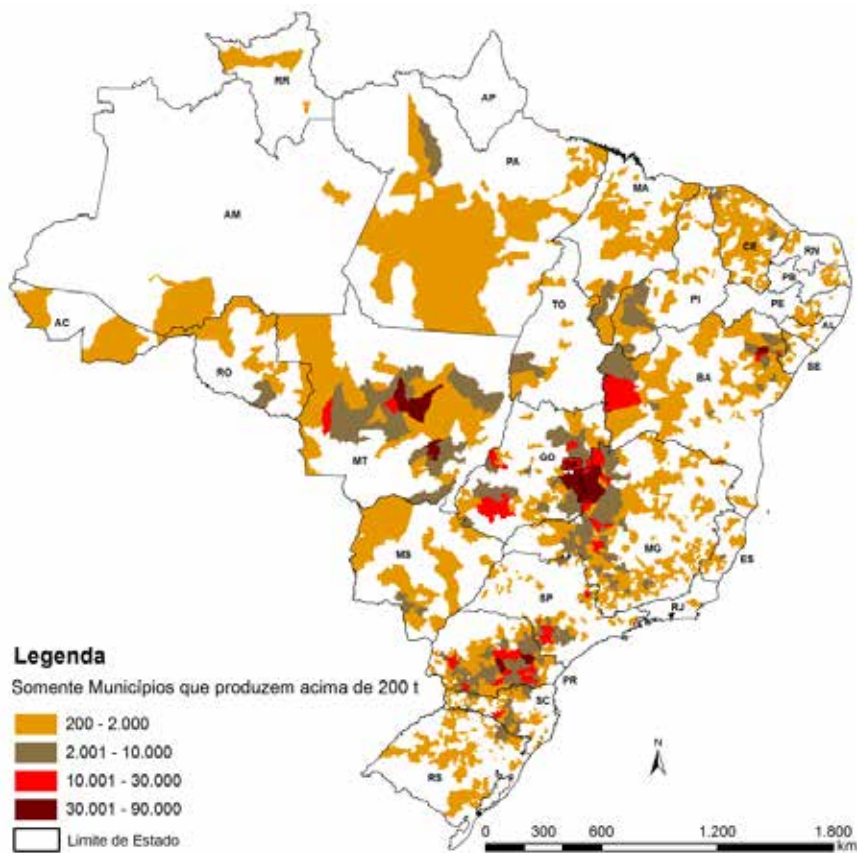 RR
AP
AM
PA
MA
CE
RN
PB
PE
AL
SE
PI
TO
AC
RO
BA
MT
GO
MG
ES
MS
SP
RJ
PR
SC
RS
Legenda
Somente Municípios que produzem acima de 200 t
200 - 2.000
2.001 - 10.000
10.001 - 30.000
30.001 - 90.000
Limite de Estado
N
0 300 600 1.200 1.800
km